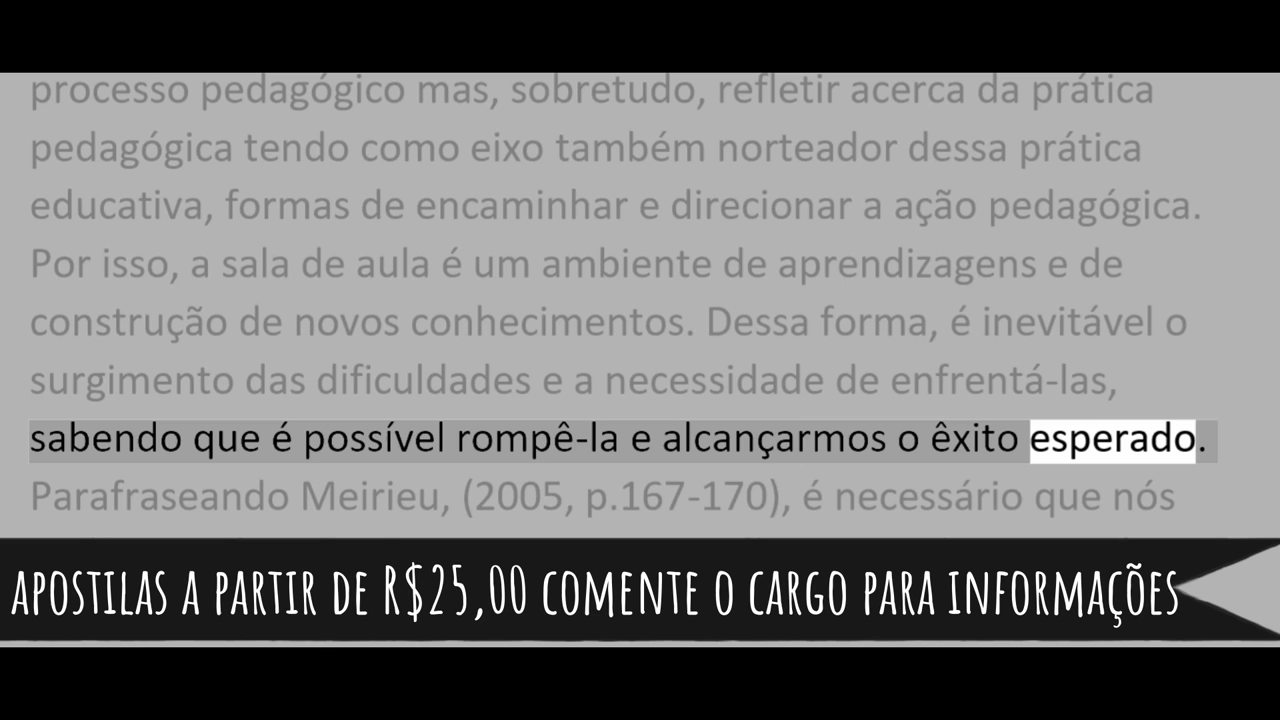 processo pedagógico mas, sobretudo, refletir acerca da prática
pedagógica tendo como eixo também norteador dessa prática
educativa, formas de encaminhar e direcionar a ação pedagógica.
Por isso, a sala de aula é um ambiente de aprendizagens e de
construção de novos conhecimentos. Dessa forma, é inevitável o
surgimento das dificuldades e a necessidade de enfrentá-las,
sabendo que é possível rompê-la e alcançarmos o êxito esperado.
Parafraseando Meirieu, (2005, p.167-170), é necessário que nós
APOSTILAS A PARTIR DE R$25,00 COMENTE O CARGO PARA INFORMAÇÕES